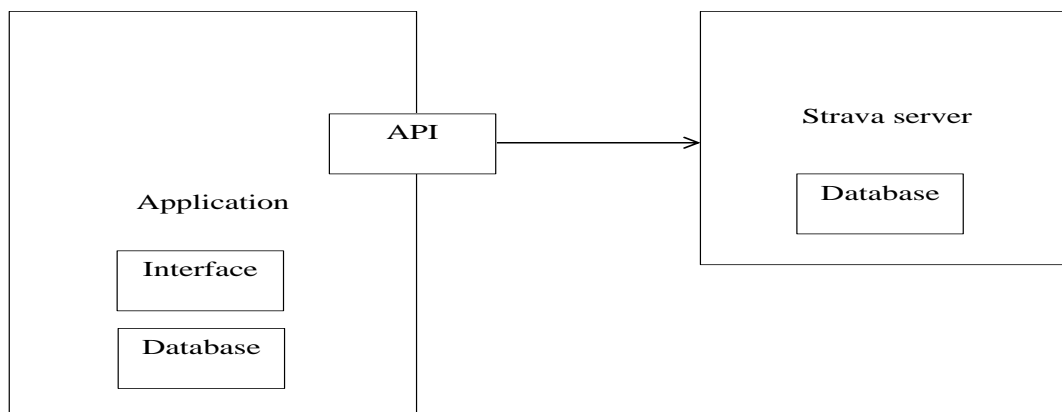 API
Strava server
Database
Application
Interface
Database